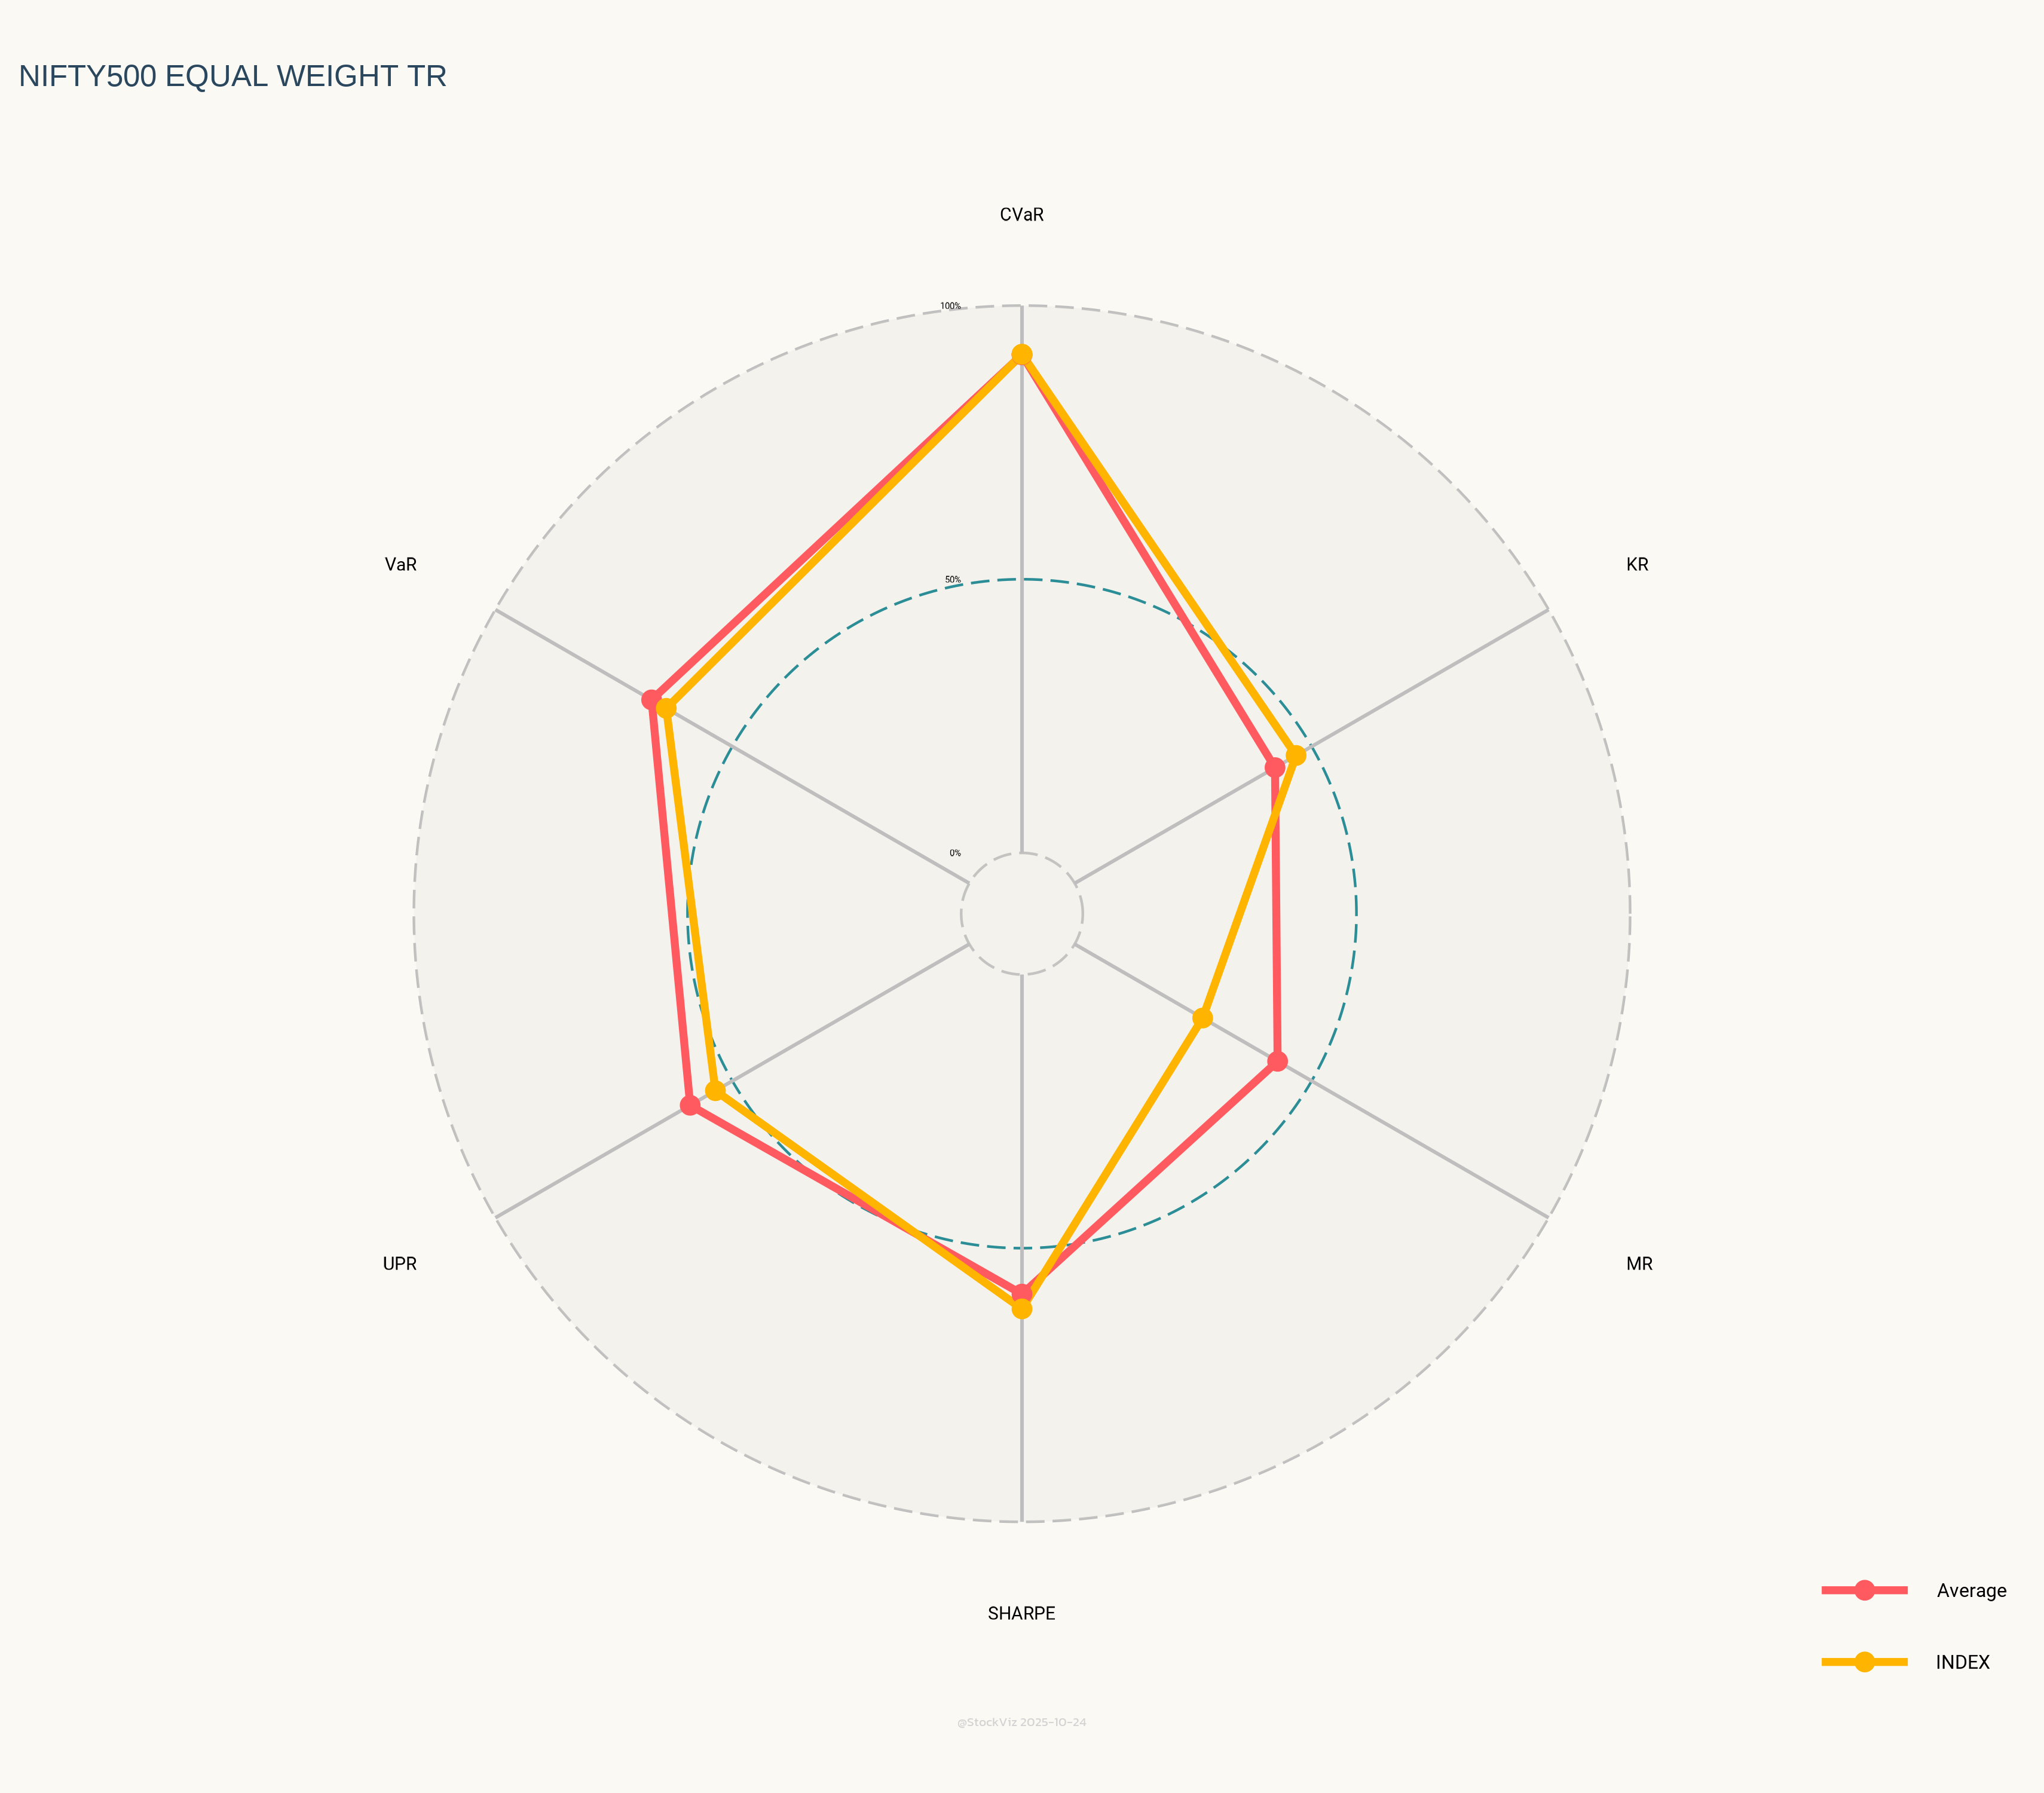 NIFTY500 EQUAL WEIGHT TR
CVaR
100%
VaR
KR
50%
0%
UPR
MR
SHARPE
Average
INDEX
@StockViz 2025-10-24